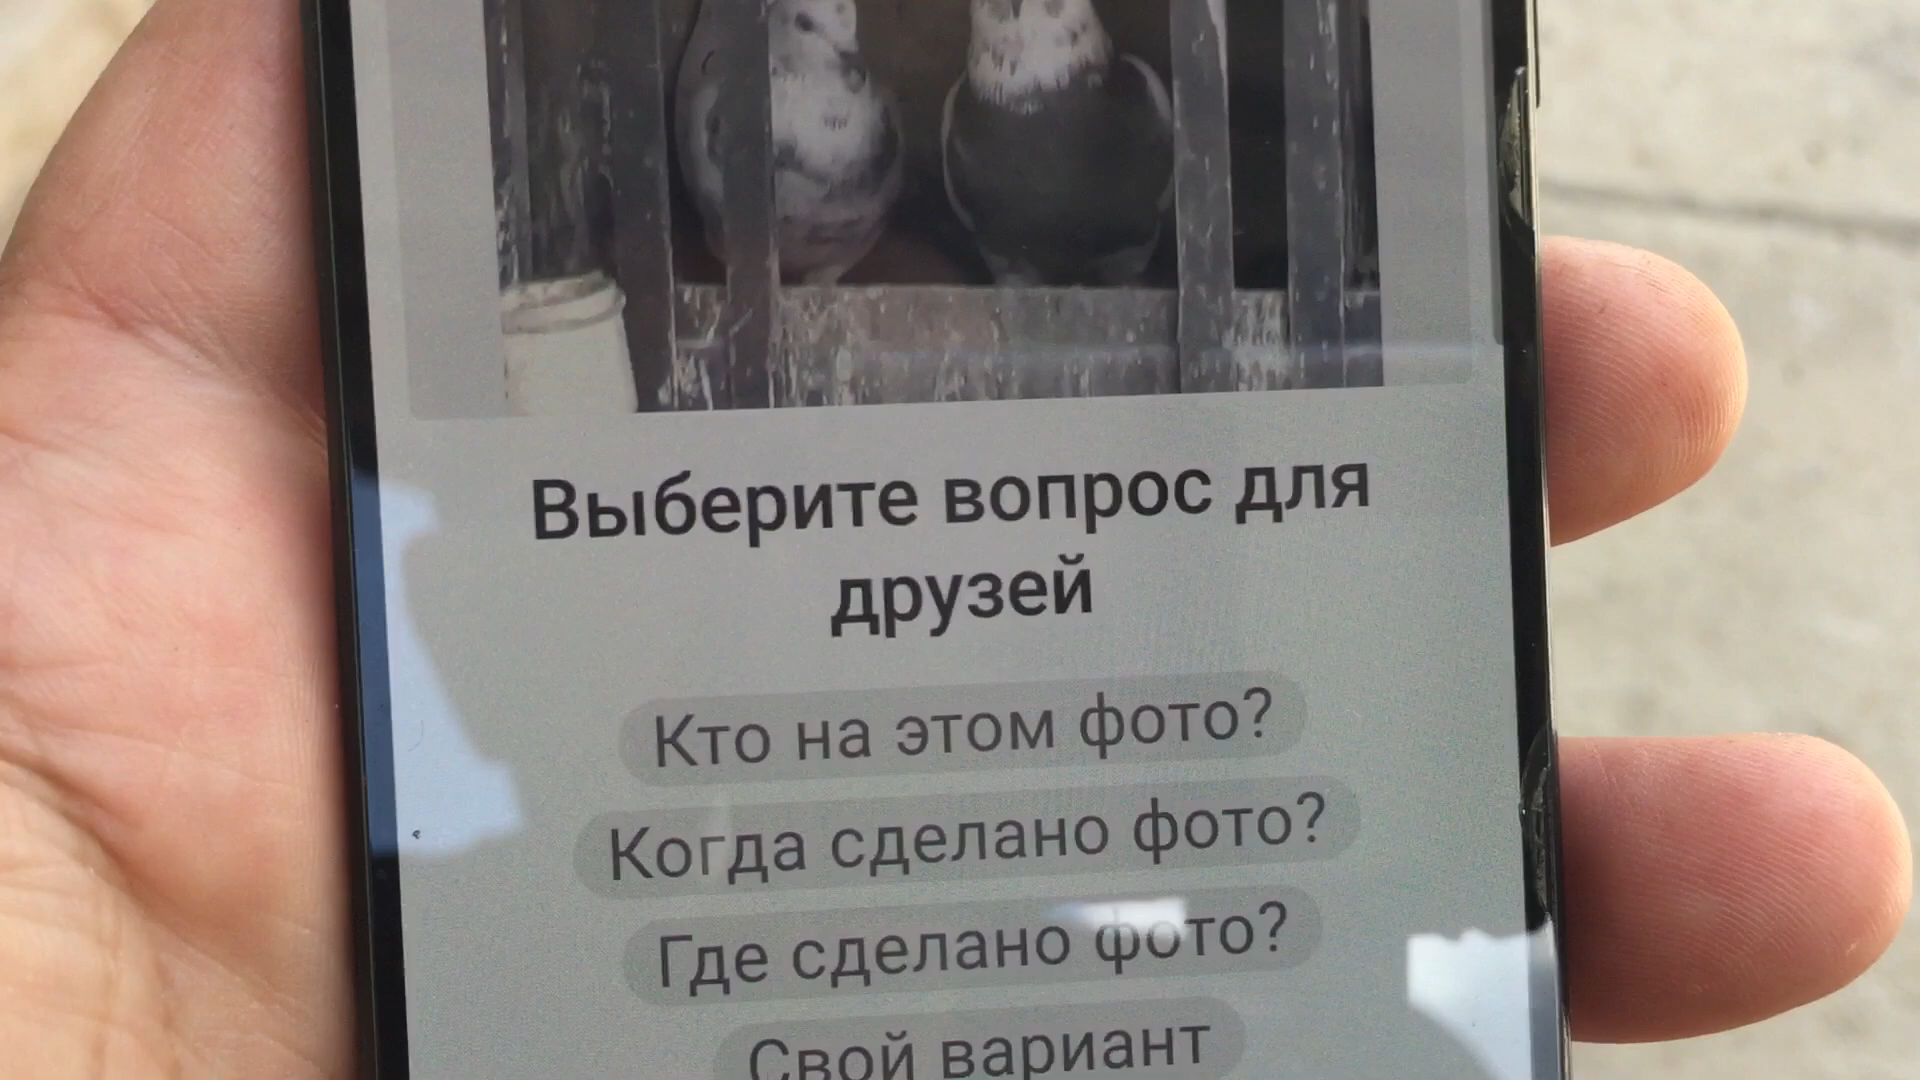 Выберите вопрос для
друзей
Кто на этом фото?
Когда сделано фото?
Где сделано фото?
Свой вариант